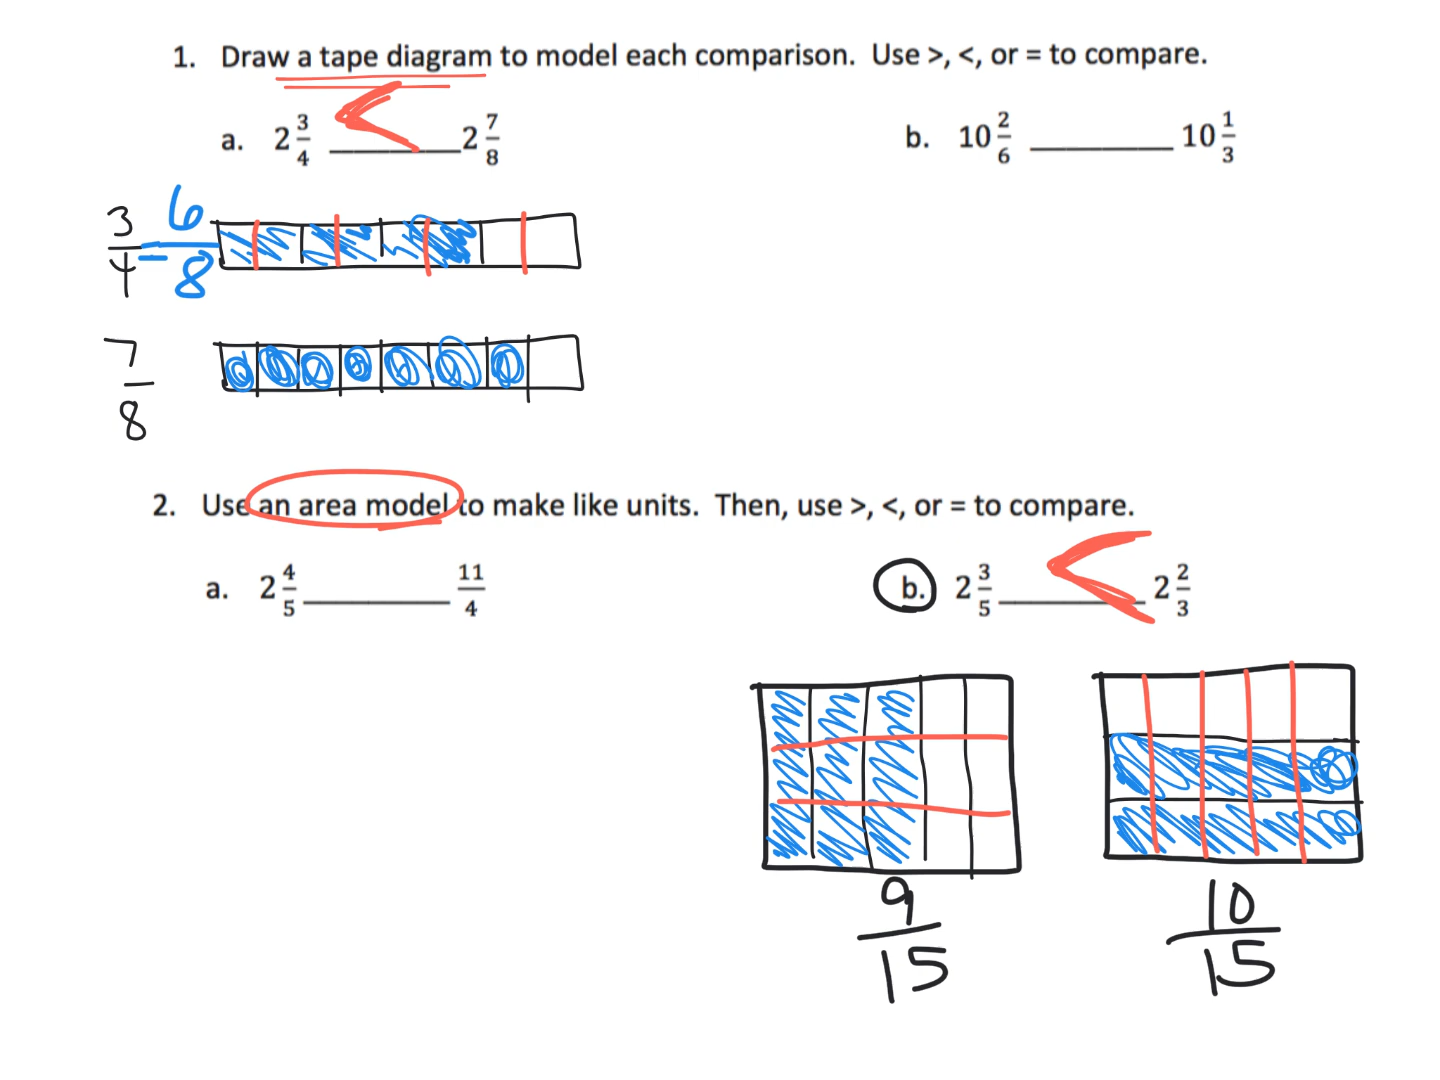 1. Draw a tape diagram to model each comparison. Use >, <, or = to compare.
a. 2 3/4 < 2 7/8
b. 10 2/6 ________ 10 1/3
3/4 = 6/8
7/8
2. Use an area model to make like units. Then, use >, <, or = to compare.
a. 2 4/5 ________ 11/4
b. 2 3/5 < 2 2/3
9/15
10/15